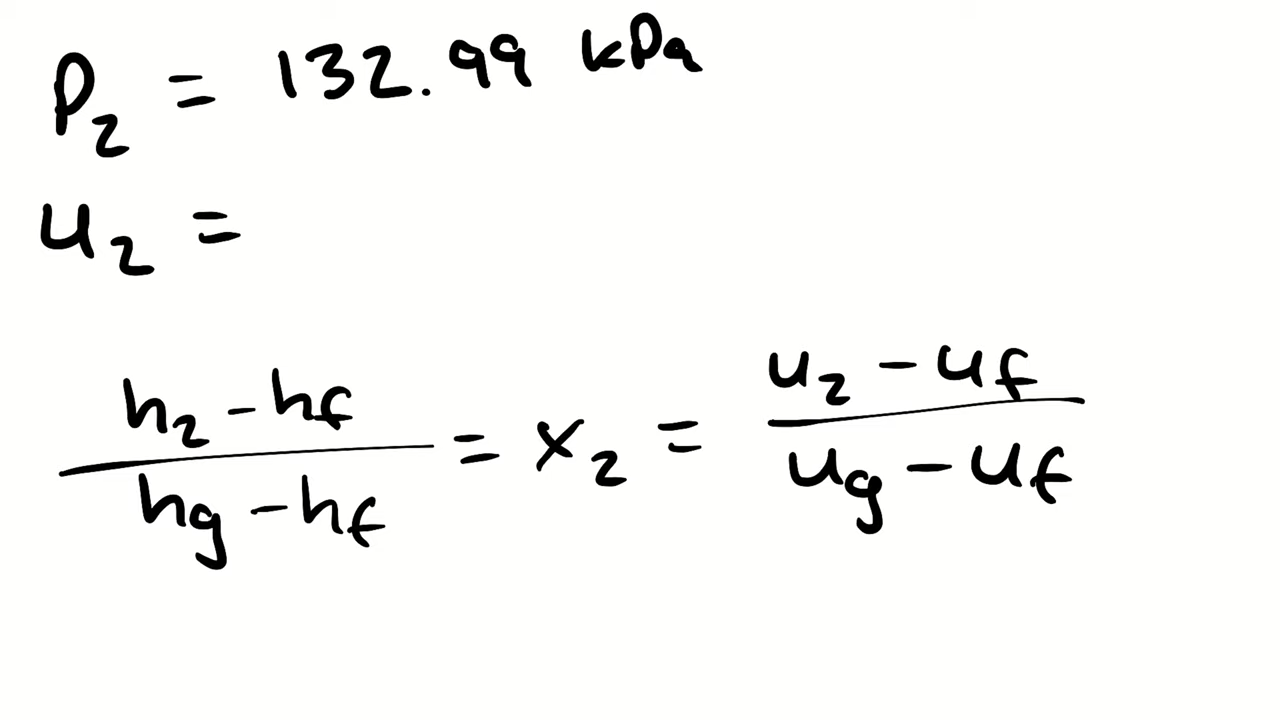 P₂ = 132.99 kPa
u₂ =
(h₂ - hf)/(hg - hf) = x₂ = (u₂ - uf)/(ug - uf)